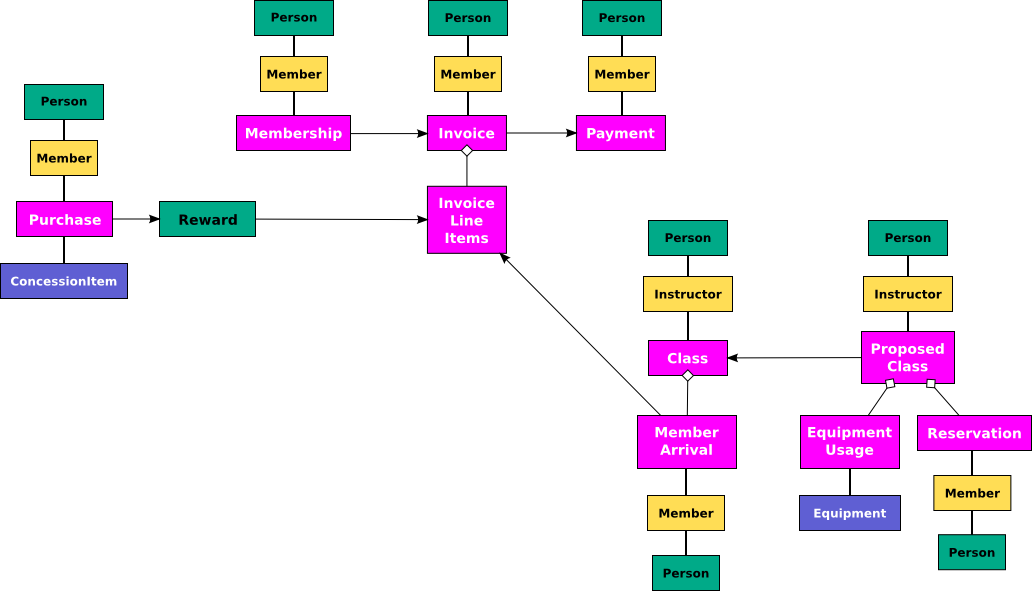 Person
Person
Person
Member
Member
Member
Person
Membership
Invoice
Payment
Member
Purchase
Reward
Invoice
Line
Items
Person
Person
ConcessionItem
Instructor
Instructor
Class
Proposed
Class
Member
Arrival
Equipment
Usage
Reservation
Member
Equipment
Member
Person
Person